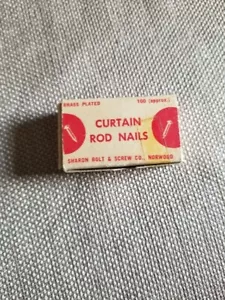 BRASS PLATED 100 (approx.)
CURTAIN
ROD NAILS
SHARON BOLT & SCREW CO., NORWOOD